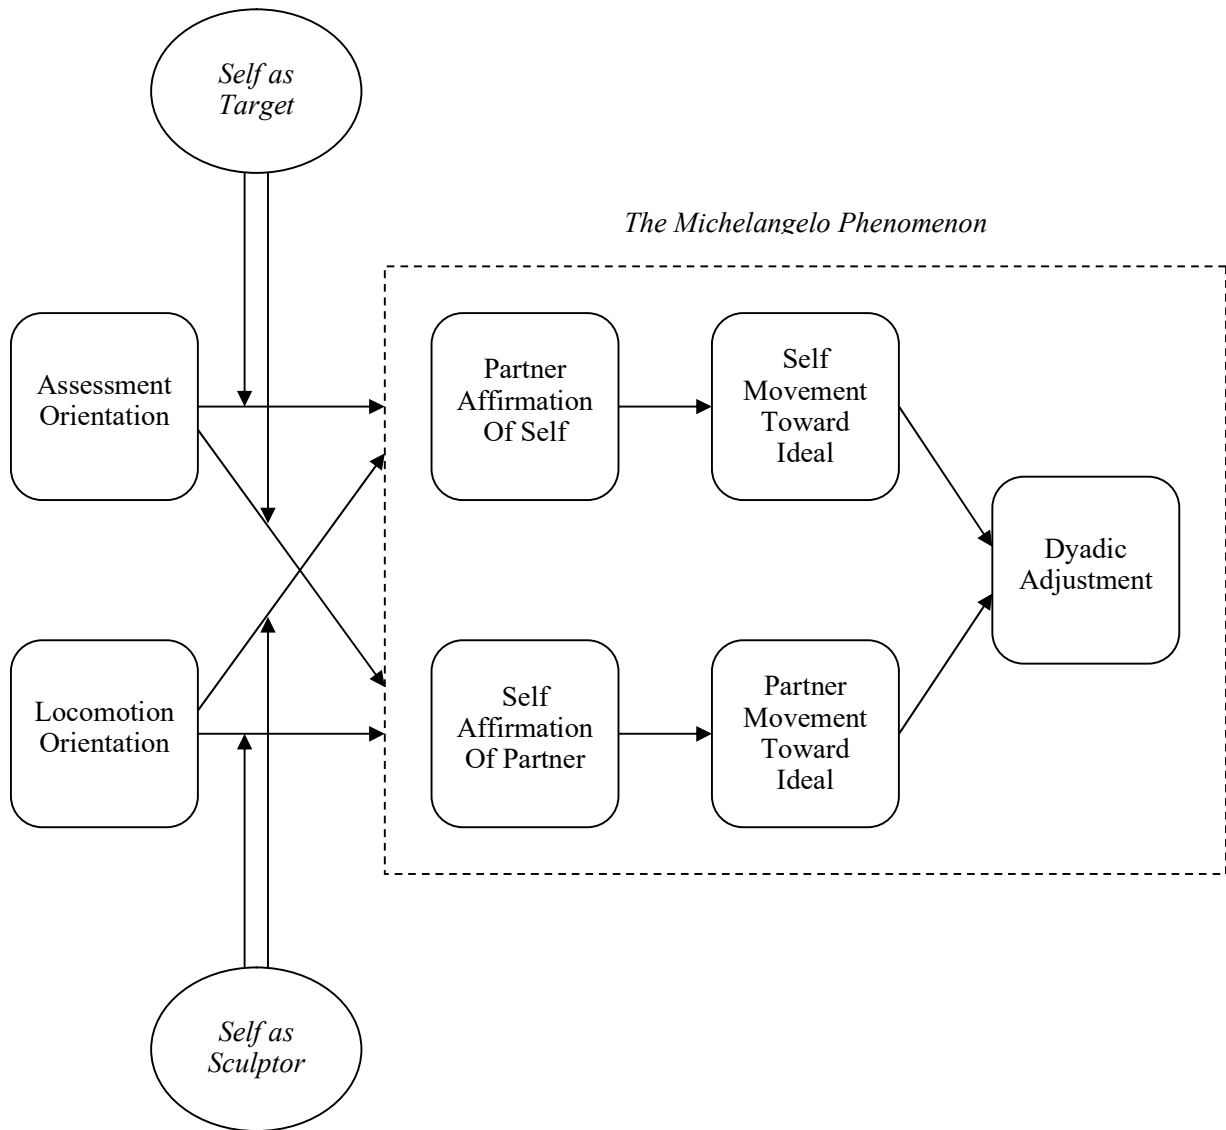 Self as
Target
The Michelangelo Phenomenon
Assessment
Orientation
Partner
Affirmation
Of Self
Self
Movement
Toward
Ideal
Dyadic
Adjustment
Locomotion
Orientation
Self
Affirmation
Of Partner
Partner
Movement
Toward
Ideal
Self as
Sculptor